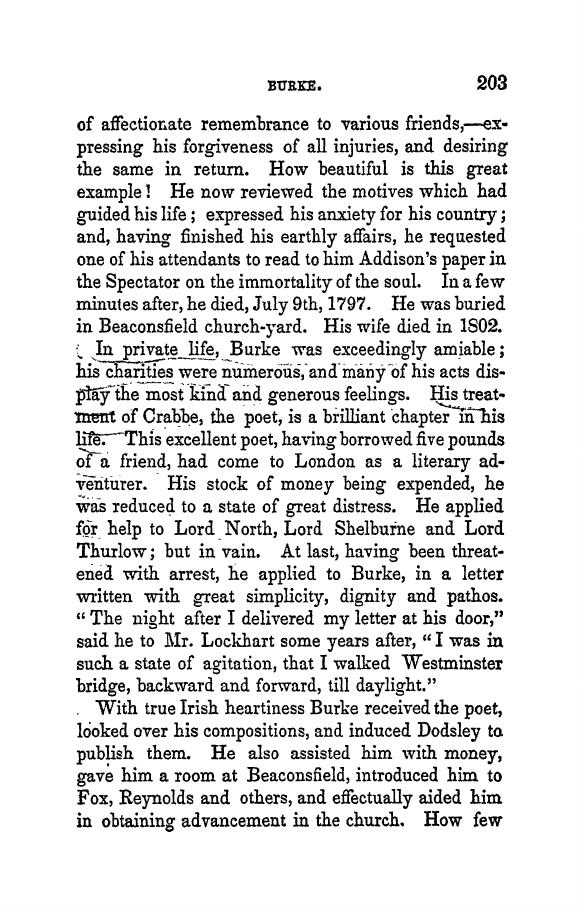 BURKE. 203
of affectionate remembrance to various friends,—ex-
pressing his forgiveness of all injuries, and desiring
the same in return. How beautiful is this great
example! He now reviewed the motives which had
guided his life; expressed his anxiety for his country;
and, having finished his earthly affairs, he requested
one of his attendants to read to him Addison's paper in
the Spectator on the immortality of the soul. In a few
minutes after, he died, July 9th, 1797. He was buried
in Beaconsfield church-yard. His wife died in 1802.
In private life, Burke was exceedingly amiable;
his charities were numerous, and many of his acts dis-
play the most kind and generous feelings. His treat-
ment of Crabbe, the poet, is a brilliant chapter in his
life. This excellent poet, having borrowed five pounds
of a friend, had come to London as a literary ad-
venturer. His stock of money being expended, he
was reduced to a state of great distress. He applied
for help to Lord North, Lord Shelburne and Lord
Thurlow; but in vain. At last, having been threat-
ened with arrest, he applied to Burke, in a letter
written with great simplicity, dignity and pathos.
"The night after I delivered my letter at his door,"
said he to Mr. Lockhart some years after, "I was in
such a state of agitation, that I walked Westminster
bridge, backward and forward, till daylight."
With true Irish heartiness Burke received the poet,
looked over his compositions, and induced Dodsley to
publish them. He also assisted him with money,
gave him a room at Beaconsfield, introduced him to
Fox, Reynolds and others, and effectually aided him
in obtaining advancement in the church. How few